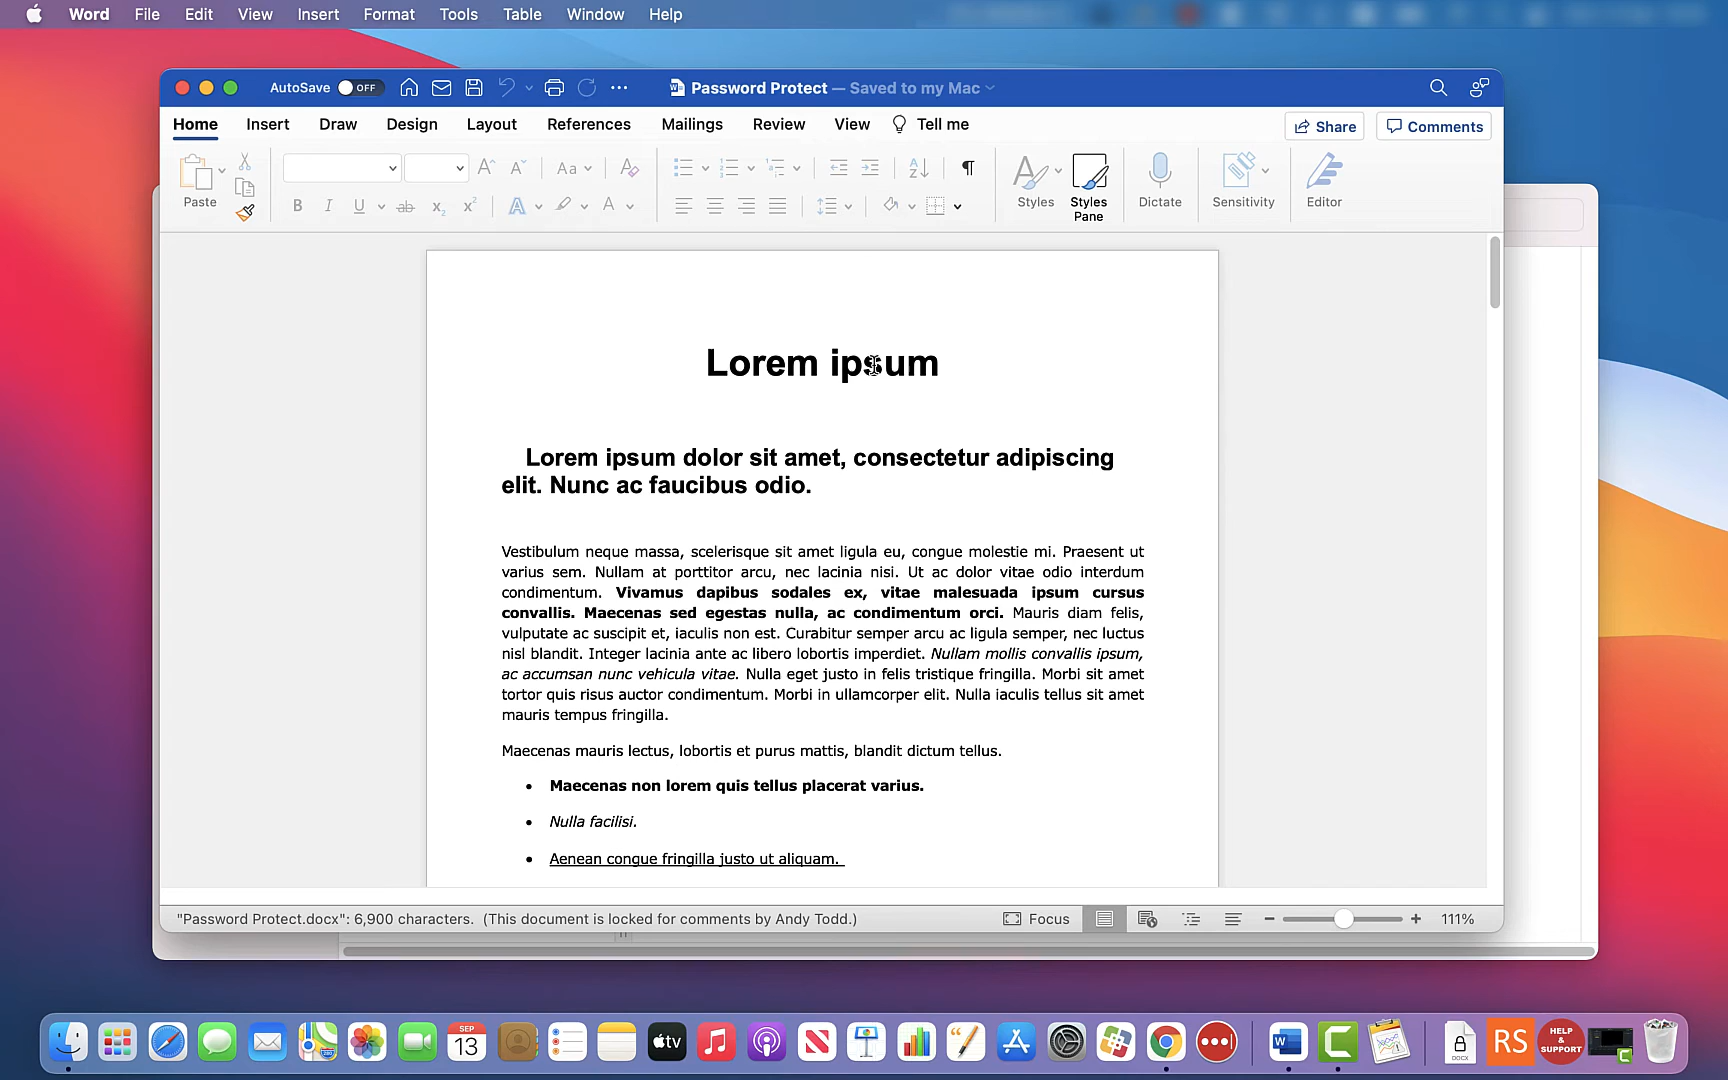 Word File Edit View Insert Format Tools Table Window Help
AutoSave OFF Password Protect — Saved to my Mac
Home Insert Draw Design Layout References Mailings Review View Tell me Share Comments
Aa A Z
Paste Styles Styles Pane Dictate Sensitivity Editor
B I U ab X₂ X² A A
Lorem ipsum
Lorem ipsum dolor sit amet, consectetur adipiscing
elit. Nunc ac faucibus odio.
Vestibulum neque massa, scelerisque sit amet ligula eu, congue molestie mi. Praesent ut
varius sem. Nullam at porttitor arcu, nec lacinia nisi. Ut ac dolor vitae odio interdum
condimentum. Vivamus dapibus sodales ex, vitae malesuada ipsum cursus
convallis. Maecenas sed egestas nulla, ac condimentum orci. Mauris diam felis,
vulputate ac suscipit et, iaculis non est. Curabitur semper arcu ac ligula semper, nec luctus
nisl blandit. Integer lacinia ante ac libero lobortis imperdiet. Nullam mollis convallis ipsum,
ac accumsan nunc vehicula vitae. Nulla eget justo in felis tristique fringilla. Morbi sit amet
tortor quis risus auctor condimentum. Morbi in ullamcorper elit. Nulla iaculis tellus sit amet
mauris tempus fringilla.
Maecenas mauris lectus, lobortis et purus mattis, blandit dictum tellus.
• Maecenas non lorem quis tellus placerat varius.
• Nulla facilisi.
• Aenean congue fringilla justo ut aliquam.
"Password Protect.docx": 6,900 characters. (This document is locked for comments by Andy Todd.) Focus 111%
SEP
13
tv
DOCX
RS
HELP
&
SUPPORT